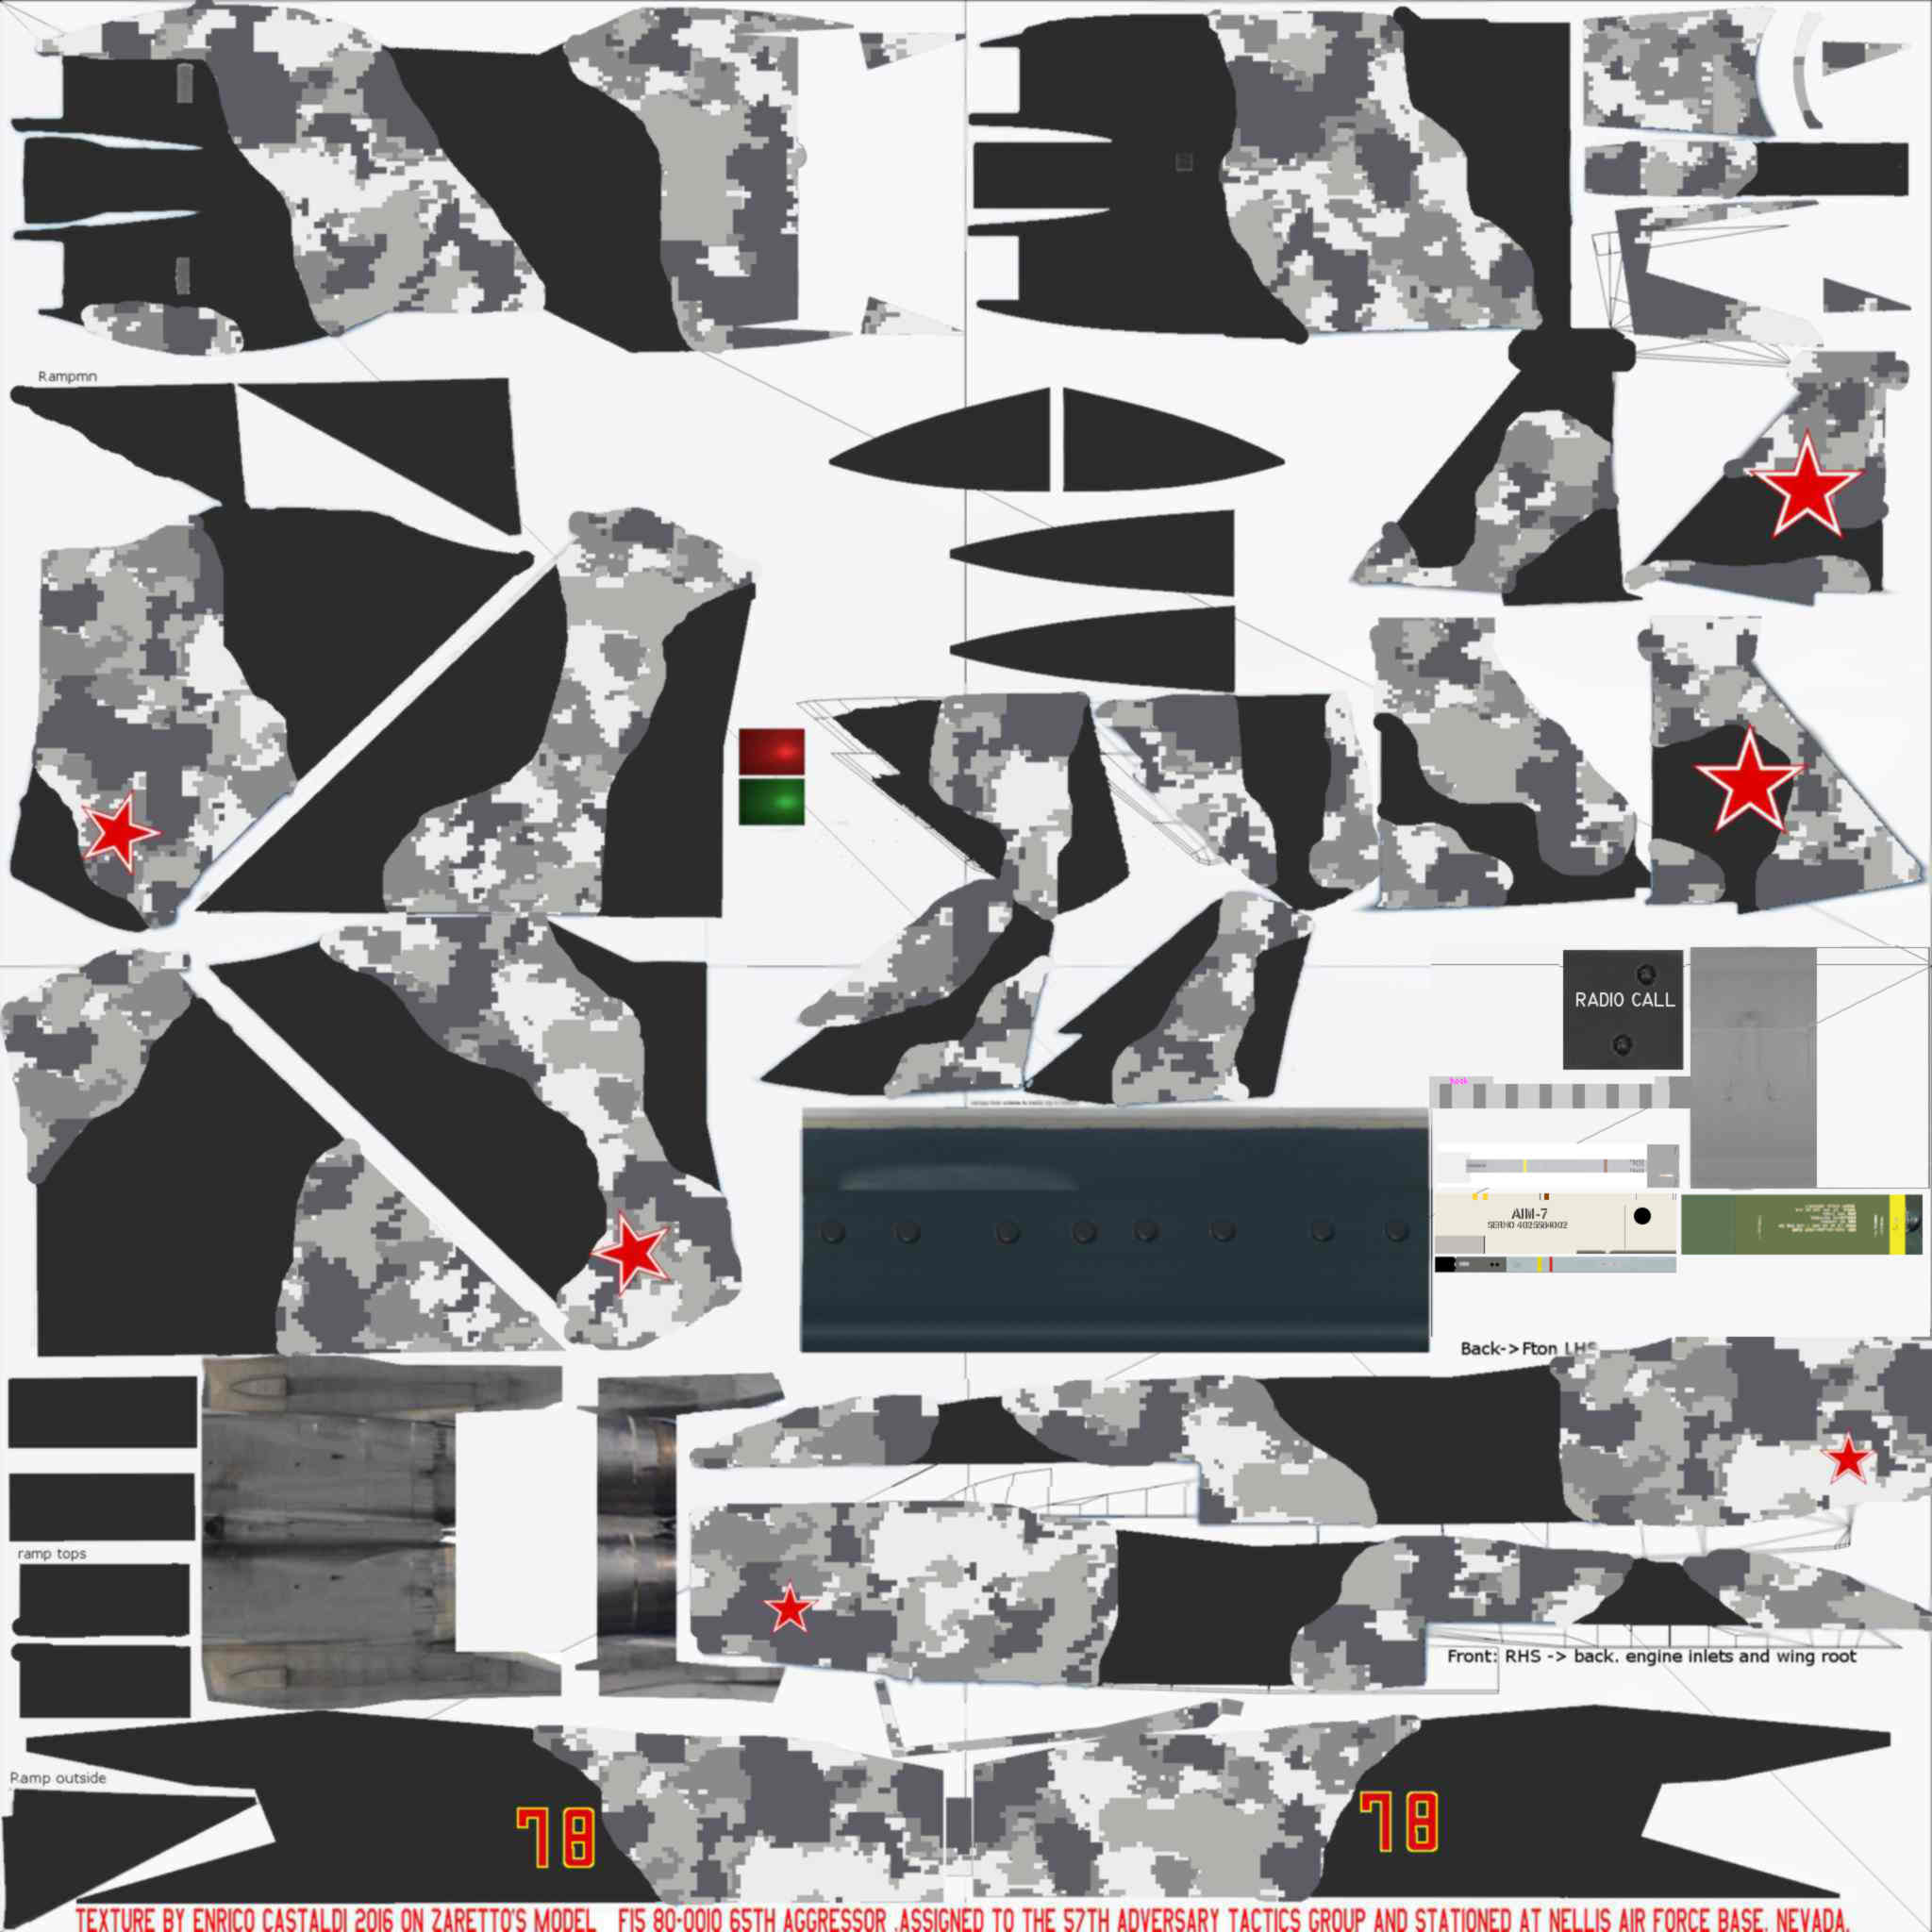 Rampmn
RADIO CALL
hook
AIM-7
Back->Fton LHS
ramp tops
Front: RHS -> back. engine inlets and wing root
Ramp outside
78
78
TEXTURE BY ENRICO CASTALDI 2016 ON ZARETTO'S MODEL F15 80-0010 65TH AGGRESSOR .ASSIGNED TO THE 57TH ADVERSARY TACTICS GROUP AND STATIONED AT NELLIS AIR FORCE BASE, NEVADA.